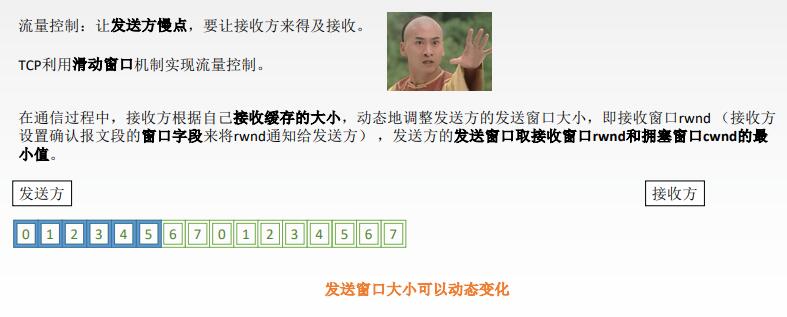 流量控制：让发送方慢点，要让接收方来得及接收。
TCP利用滑动窗口机制实现流量控制。
在通信过程中，接收方根据自己接收缓存的大小，动态地调整发送方的发送窗口大小，即接收窗口rwnd（接收方
设置确认报文段的窗口字段来将rwnd通知给发送方），发送方的发送窗口取接收窗口rwnd和拥塞窗口cwnd的最
小值。
发送方 接收方
0 1 2 3 4 5 6 7 0 1 2 3 4 5 6 7
发送窗口大小可以动态变化